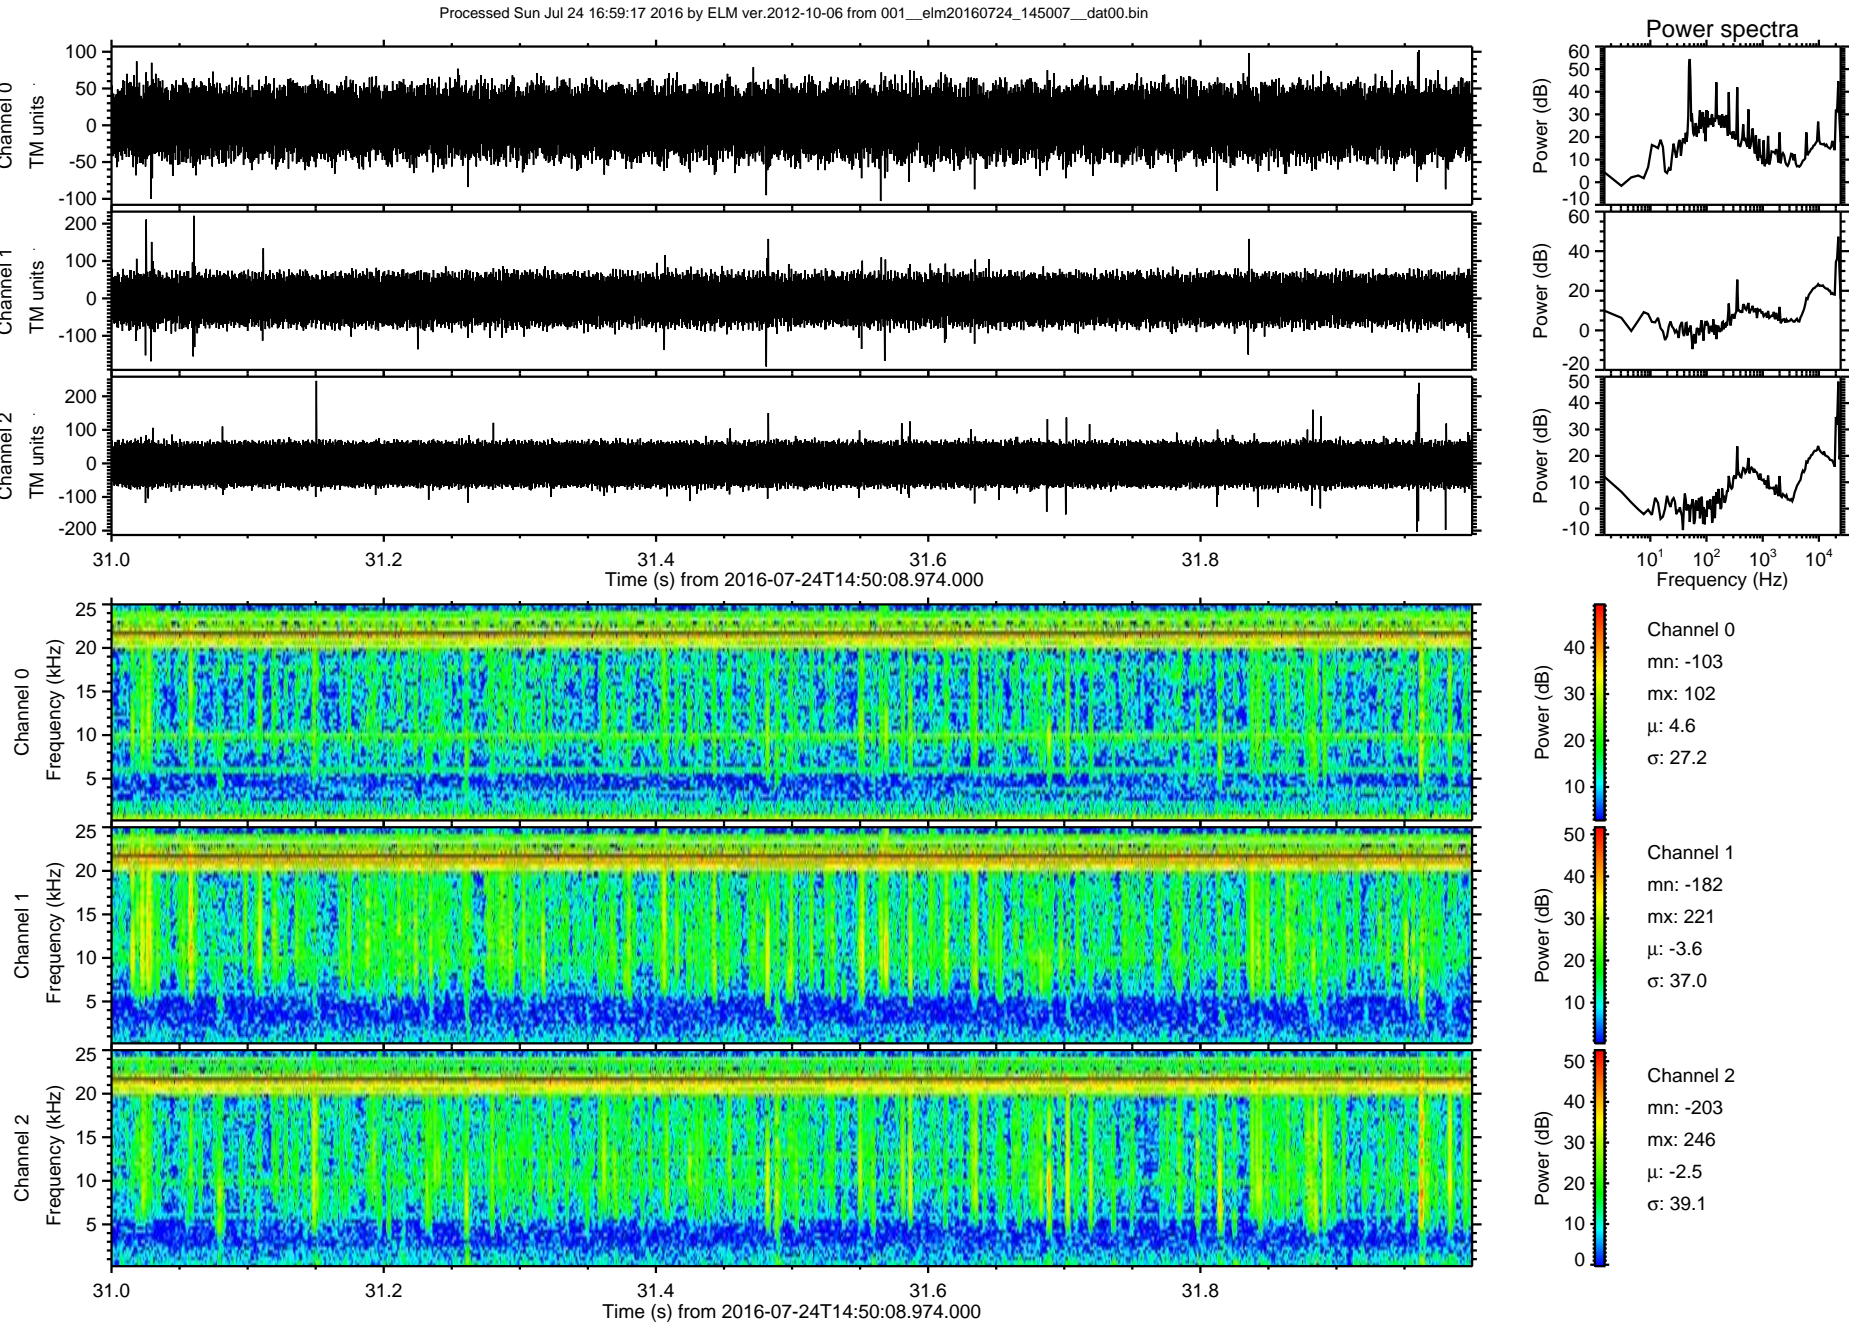 Processed Sun Jul 24 16:59:17 2016 by ELM ver.2012-10-06 from 001__elm20160724_145007__dat00.bin
Power spectra
Channel 0
TM units
100
50
0
-50
-100
Power (dB)
60
50
40
30
20
10
0
-10
Channel 1
TM units
200
100
0
-100
Power (dB)
60
40
20
0
-20
Channel 2
TM units
200
100
0
-100
-200
Power (dB)
50
40
30
20
10
0
-10
31.0 31.2 31.4 31.6 31.8
Time (s) from 2016-07-24T14:50:08.974.000
10^1 10^2 10^3 10^4
Frequency (Hz)
Channel 0
Frequency (kHz)
25
20
15
10
5
Power (dB)
40
30
20
10
Channel 0
mn: -103
mx: 102
μ: 4.6
σ: 27.2
Channel 1
Frequency (kHz)
25
20
15
10
5
Power (dB)
50
40
30
20
10
Channel 1
mn: -182
mx: 221
μ: -3.6
σ: 37.0
Channel 2
Frequency (kHz)
25
20
15
10
5
Power (dB)
50
40
30
20
10
0
Channel 2
mn: -203
mx: 246
μ: -2.5
σ: 39.1
31.0 31.2 31.4 31.6 31.8
Time (s) from 2016-07-24T14:50:08.974.000